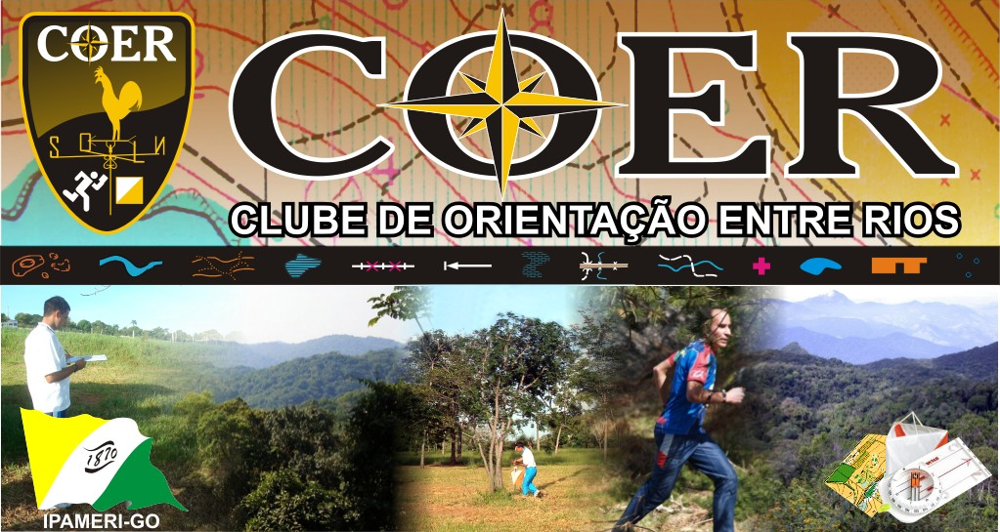 COER
COER
CLUBE DE ORIENTAÇÃO ENTRE RIOS
S O L N
1870
IPAMERI-GO